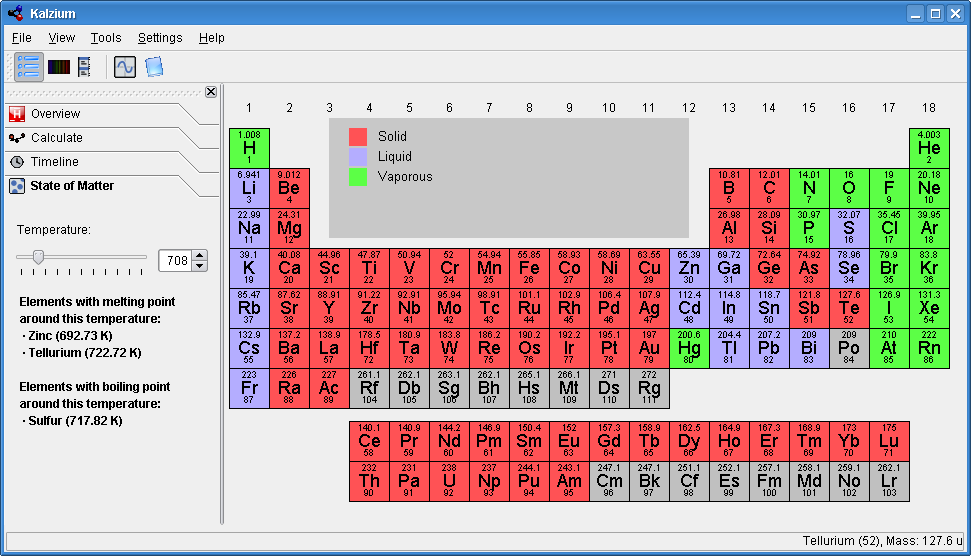 Kalzium
File View Tools Settings Help
Overview
Calculate
Timeline
State of Matter
Temperature:
708
Elements with melting point
around this temperature:
· Zinc (692.73 K)
· Tellurium (722.72 K)
Elements with boiling point
around this temperature:
· Sulfur (717.82 K)
1 2 3 4 5 6 7 8 9 10 11 12 13 14 15 16 17 18
Solid
Liquid
Vaporous
1.008 4.003
H He
1 2
6.941 9.012 10.81 12.01 14.01 16 19 20.18
Li Be B C N O F Ne
3 4 5 6 7 8 9 10
22.99 24.31 26.98 28.09 30.97 32.07 35.45 39.95
Na Mg Al Si P S Cl Ar
11 12 13 14 15 16 17 18
39.1 40.08 44.96 47.87 50.94 52 54.94 55.85 58.93 58.69 63.55 65.39 69.72 72.64 74.92 78.96 79.9 83.8
K Ca Sc Ti V Cr Mn Fe Co Ni Cu Zn Ga Ge As Se Br Kr
19 20 21 22 23 24 25 26 27 28 29 30 31 32 33 34 35 36
85.47 87.62 88.91 91.22 92.91 95.94 98.91 101.1 102.9 106.4 107.9 112.4 114.8 118.7 121.8 127.6 126.9 131.3
Rb Sr Y Zr Nb Mo Tc Ru Rh Pd Ag Cd In Sn Sb Te I Xe
37 38 39 40 41 42 43 44 45 46 47 48 49 50 51 52 53 54
132.9 137.2 138.9 178.5 180.9 183.8 186.2 190.2 192.2 195.1 197 200.6 204.4 207.2 209 209 210 222
Cs Ba La Hf Ta W Re Os Ir Pt Au Hg Tl Pb Bi Po At Rn
55 56 57 72 73 74 75 76 77 78 79 80 81 82 83 84 85 86
223 226 227 261.1 262.1 263.1 262.1 265.1 266.1 271 272
Fr Ra Ac Rf Db Sg Bh Hs Mt Ds Rg
87 88 89 104 105 106 107 108 109 110 111
140.1 140.9 144.2 146.9 150.4 152 157.3 158.9 162.5 164.9 167.3 168.9 173 175
Ce Pr Nd Pm Sm Eu Gd Tb Dy Ho Er Tm Yb Lu
58 59 60 61 62 63 64 65 66 67 68 69 70 71
232 231 238 237 244.1 243.1 247.1 247.1 251.1 252.1 257.1 258.1 259.1 262.1
Th Pa U Np Pu Am Cm Bk Cf Es Fm Md No Lr
90 91 92 93 94 95 96 97 98 99 100 101 102 103
Tellurium (52), Mass: 127.6 u